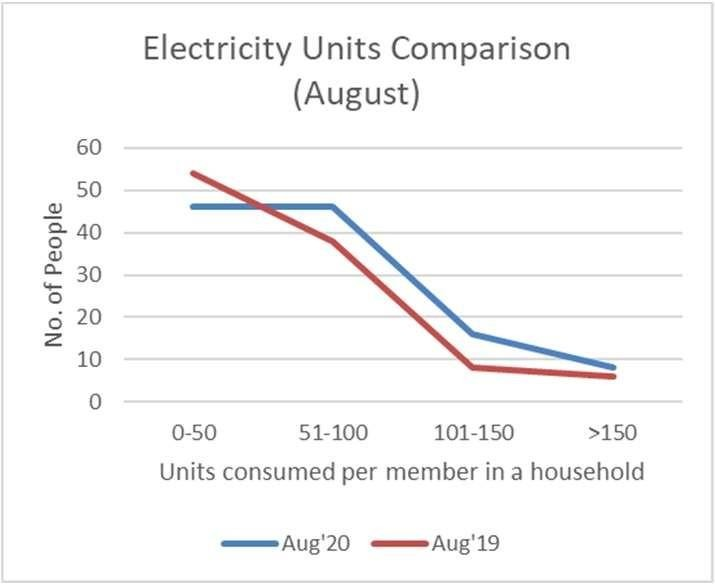 Electricity Units Comparison
(August)
No. of People
60
50
40
30
20
10
0
0-50 51-100 101-150 >150
Units consumed per member in a household
Aug'20 Aug'19